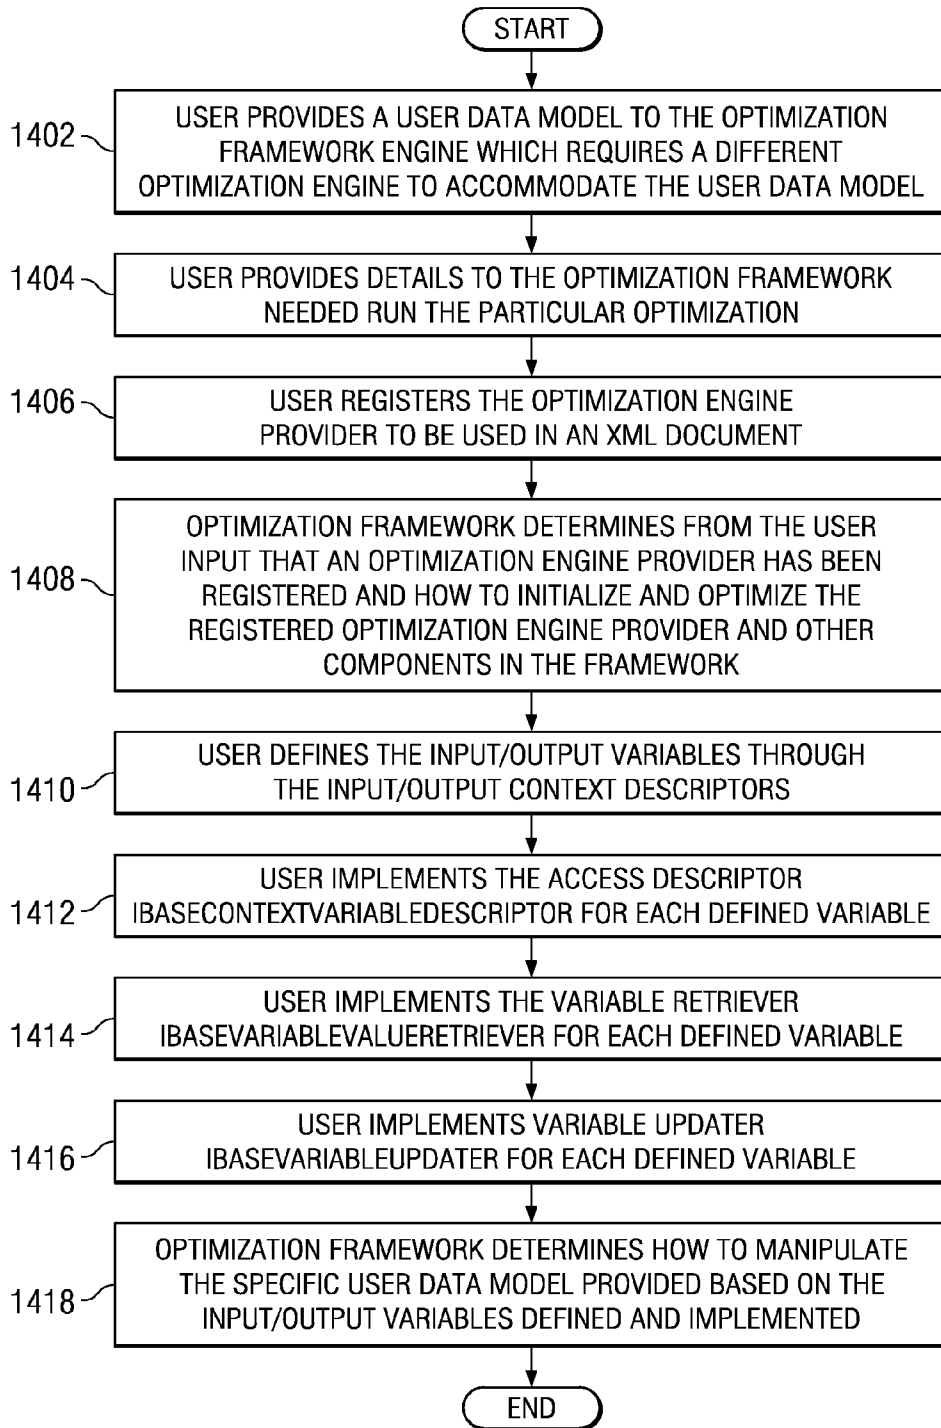 START
1402
USER PROVIDES A USER DATA MODEL TO THE OPTIMIZATION
FRAMEWORK ENGINE WHICH REQUIRES A DIFFERENT
OPTIMIZATION ENGINE TO ACCOMMODATE THE USER DATA MODEL
1404
USER PROVIDES DETAILS TO THE OPTIMIZATION FRAMEWORK
NEEDED RUN THE PARTICULAR OPTIMIZATION
1406
USER REGISTERS THE OPTIMIZATION ENGINE
PROVIDER TO BE USED IN AN XML DOCUMENT
1408
OPTIMIZATION FRAMEWORK DETERMINES FROM THE USER
INPUT THAT AN OPTIMIZATION ENGINE PROVIDER HAS BEEN
REGISTERED AND HOW TO INITIALIZE AND OPTIMIZE THE
REGISTERED OPTIMIZATION ENGINE PROVIDER AND OTHER
COMPONENTS IN THE FRAMEWORK
1410
USER DEFINES THE INPUT/OUTPUT VARIABLES THROUGH
THE INPUT/OUTPUT CONTEXT DESCRIPTORS
1412
USER IMPLEMENTS THE ACCESS DESCRIPTOR
IBASECONTEXTVARIABLEDESCRIPTOR FOR EACH DEFINED VARIABLE
1414
USER IMPLEMENTS THE VARIABLE RETRIEVER
IBASEVARIABLEVALUERETRIEVER FOR EACH DEFINED VARIABLE
1416
USER IMPLEMENTS VARIABLE UPDATER
IBASEVARIABLEUPDATER FOR EACH DEFINED VARIABLE
1418
OPTIMIZATION FRAMEWORK DETERMINES HOW TO MANIPULATE
THE SPECIFIC USER DATA MODEL PROVIDED BASED ON THE
INPUT/OUTPUT VARIABLES DEFINED AND IMPLEMENTED
END